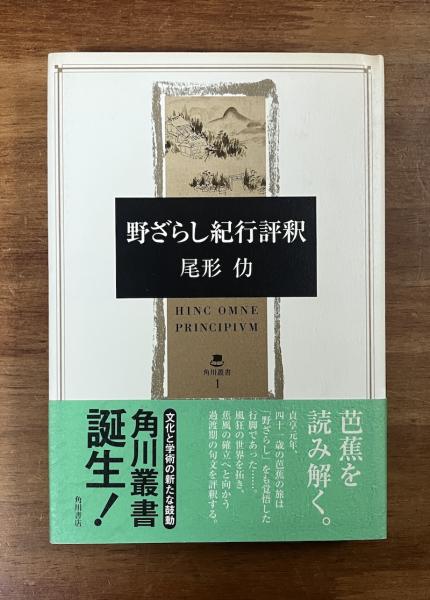 野ざらし紀行評釈
尾形 仂
HINC OMNE
PRINCIPIVM
角川叢書
1
芭蕉を
読み解く。
貞享元年、
四十一歳の芭蕉の旅は
「野ざらし」をも覚悟した
行脚であった……。
風狂の世界を拓き、
蕉風の確立へと向かう
過渡期の句文を評釈する。
文化と学術の新たな鼓動
角川叢書
誕生!
角川書店